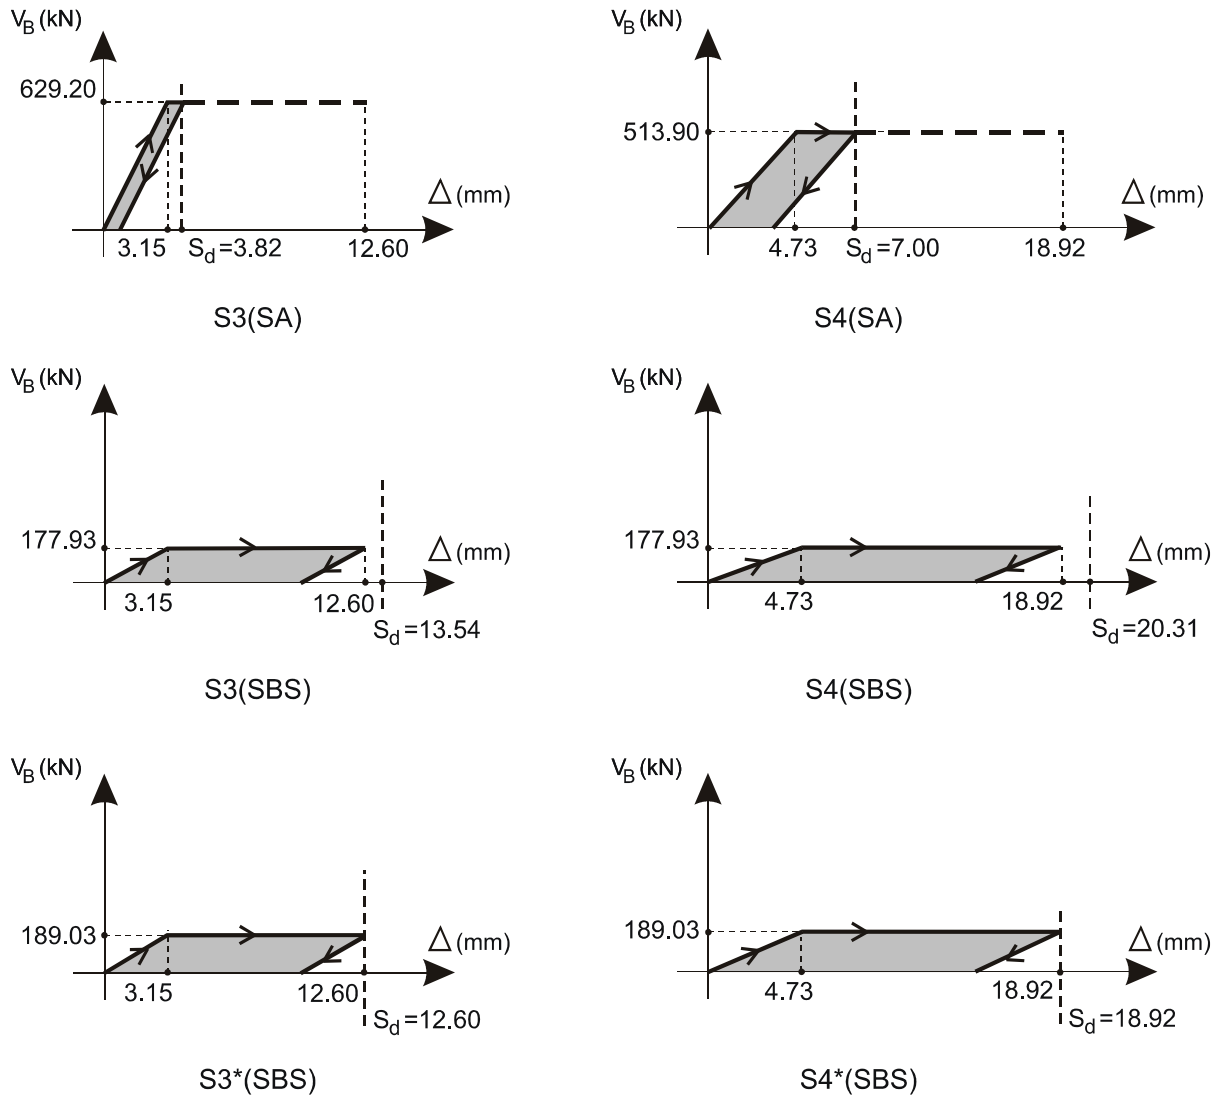 V_B (kN)
629.20
Δ (mm)
3.15
S_d=3.82
12.60
S3(SA)
V_B (kN)
513.90
Δ (mm)
4.73
S_d=7.00
18.92
S4(SA)
V_B (kN)
177.93
Δ (mm)
3.15
12.60
S_d=13.54
S3(SBS)
V_B (kN)
177.93
Δ (mm)
4.73
18.92
S_d=20.31
S4(SBS)
V_B (kN)
189.03
Δ (mm)
3.15
12.60
S_d=12.60
S3*(SBS)
V_B (kN)
189.03
Δ (mm)
4.73
18.92
S_d=18.92
S4*(SBS)